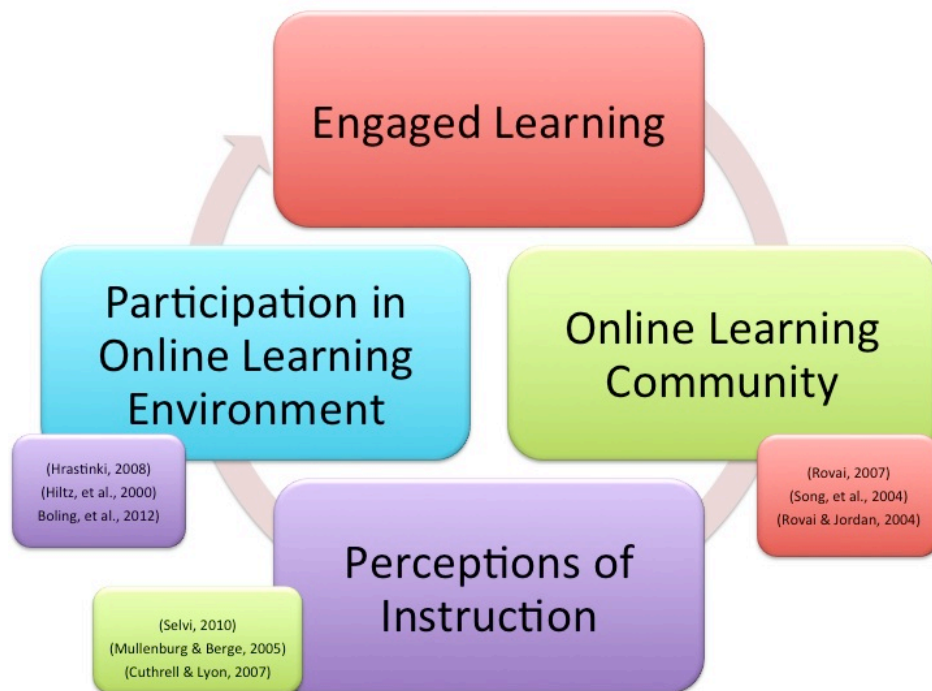 Engaged Learning
Participation in
Online Learning
Environment
Online Learning
Community
(Hrastinki, 2008)
(Hiltz, et al., 2000)
Boling, et al., 2012)
(Rovai, 2007)
(Song, et al., 2004)
(Rovai & Jordan, 2004)
Perceptions of
Instruction
(Selvi, 2010)
(Mullenburg & Berge, 2005)
(Cuthrell & Lyon, 2007)